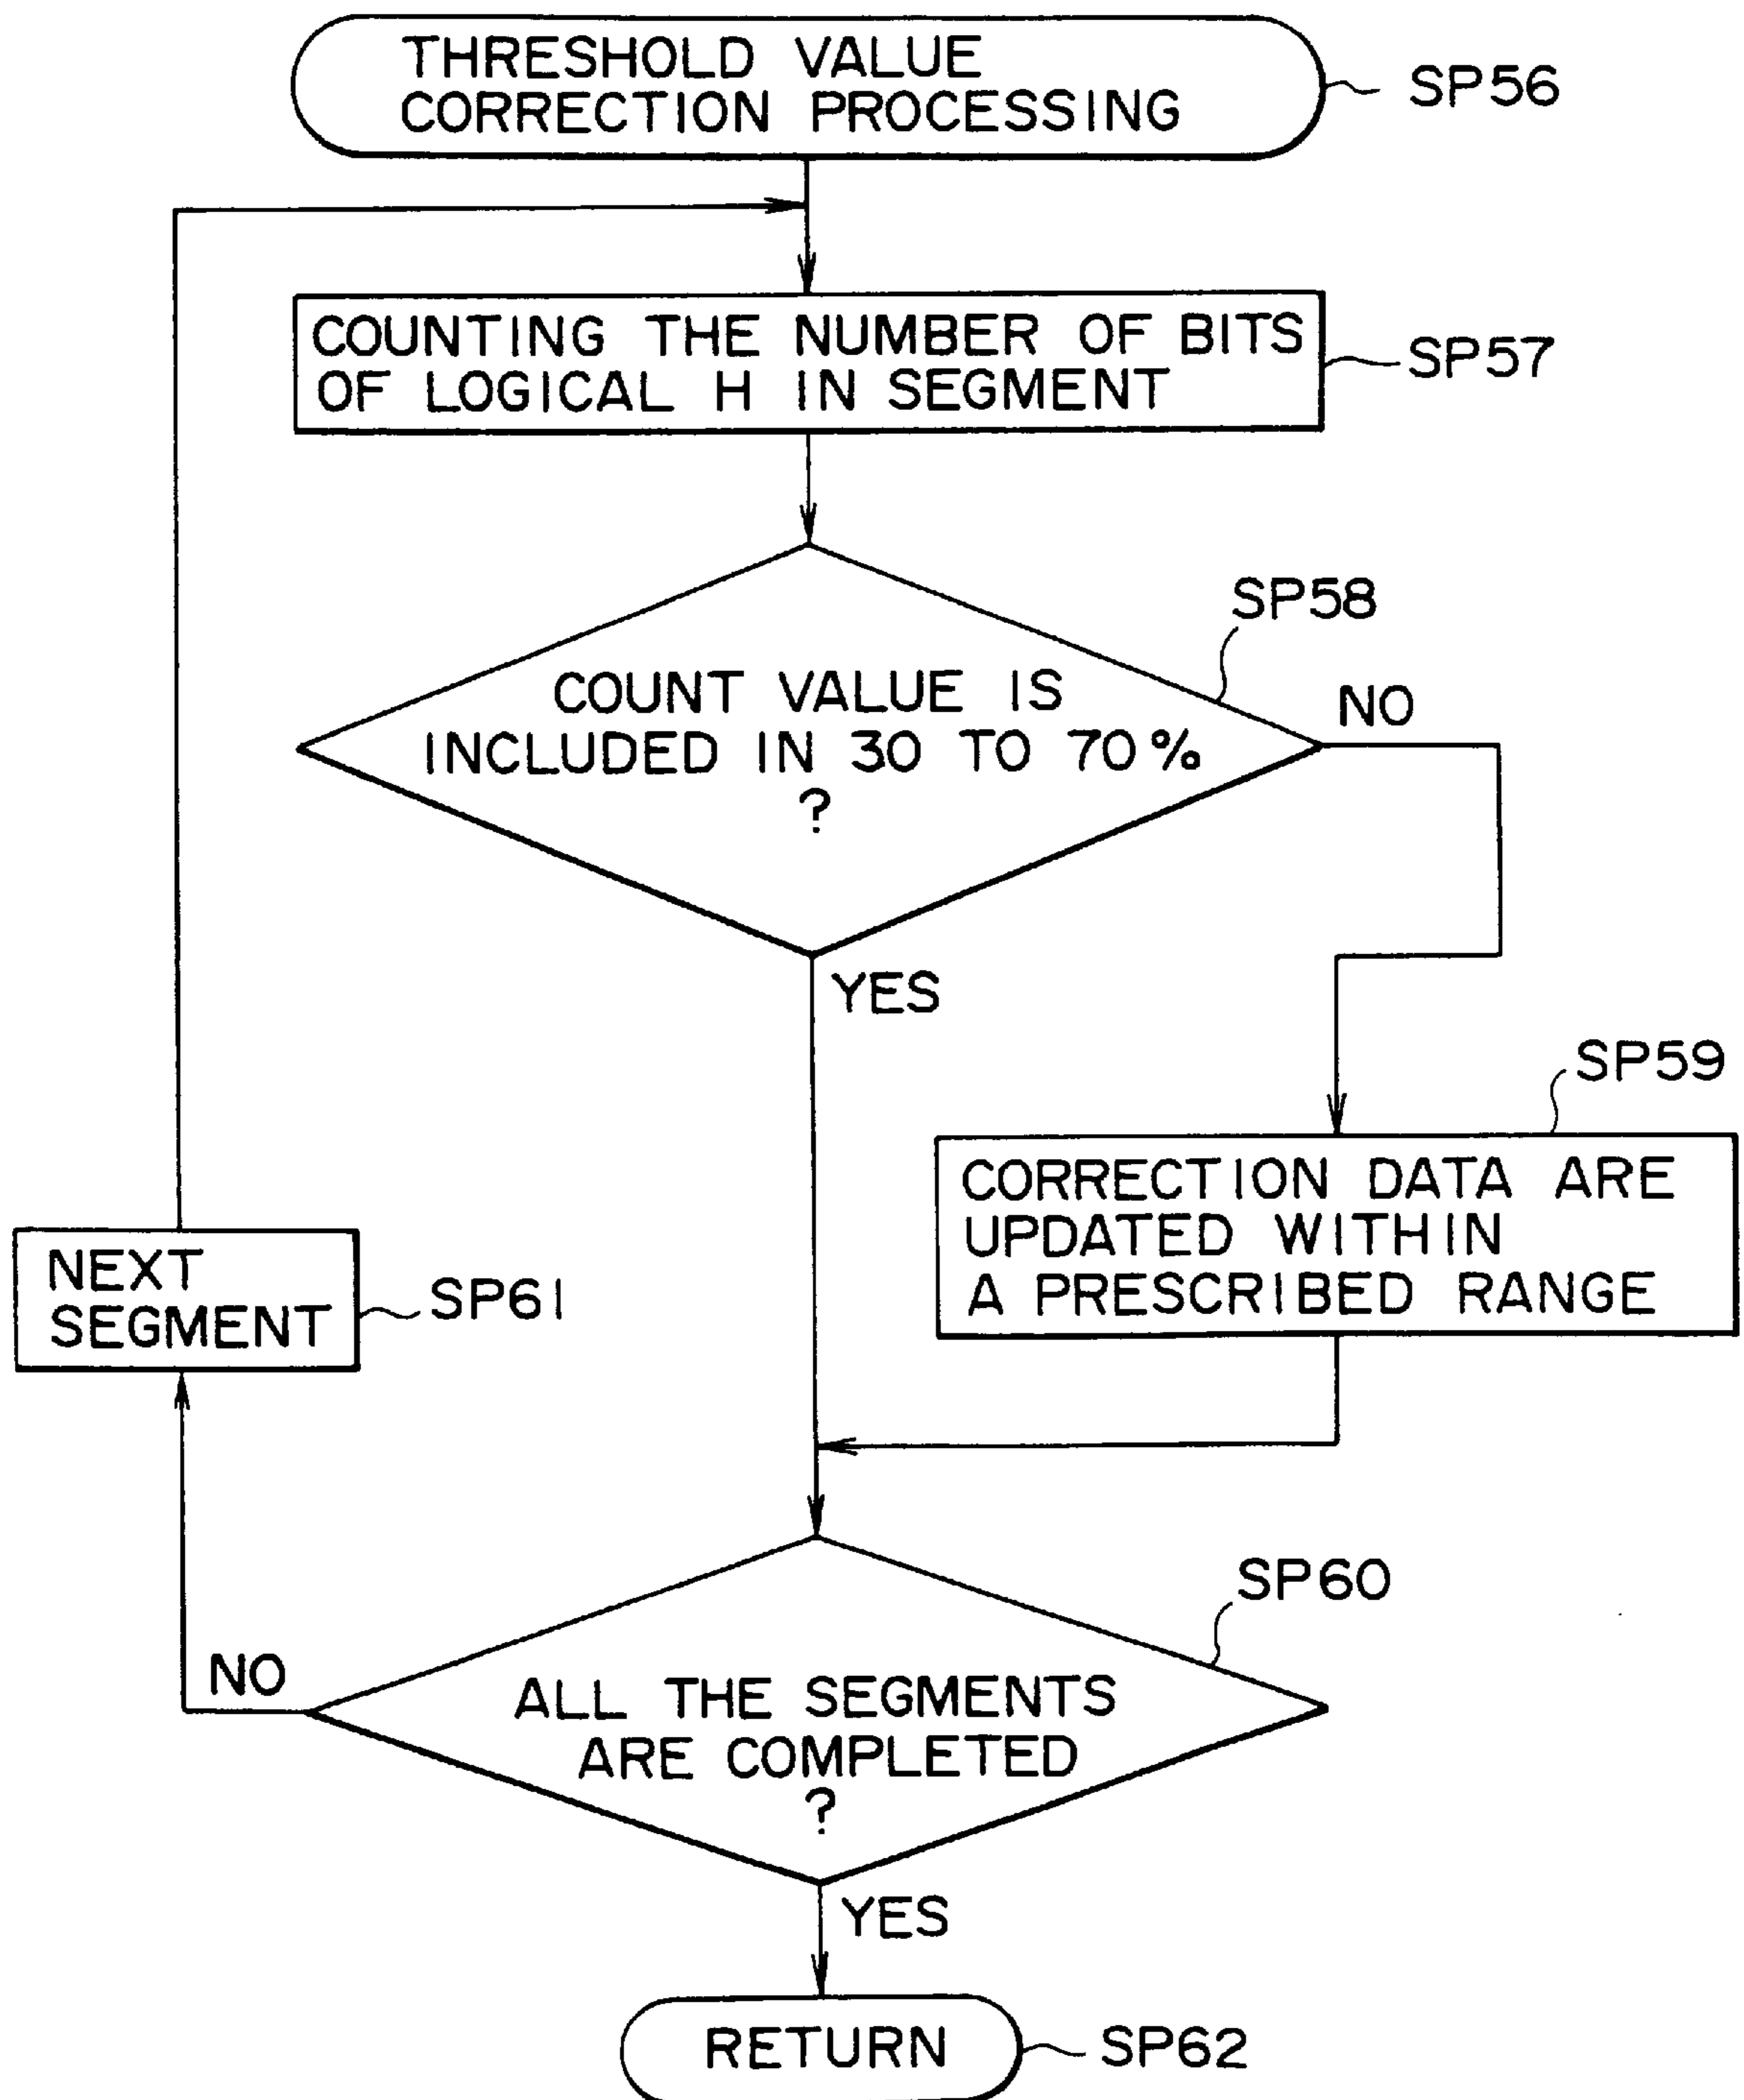 THRESHOLD VALUE
CORRECTION PROCESSING
SP56
COUNTING THE NUMBER OF BITS
OF LOGICAL H IN SEGMENT
SP57
SP58
COUNT VALUE IS
INCLUDED IN 30 TO 70%
?
NO
YES
SP59
CORRECTION DATA ARE
UPDATED WITHIN
A PRESCRIBED RANGE
NEXT
SEGMENT
SP61
SP60
NO
ALL THE SEGMENTS
ARE COMPLETED
?
YES
RETURN
SP62